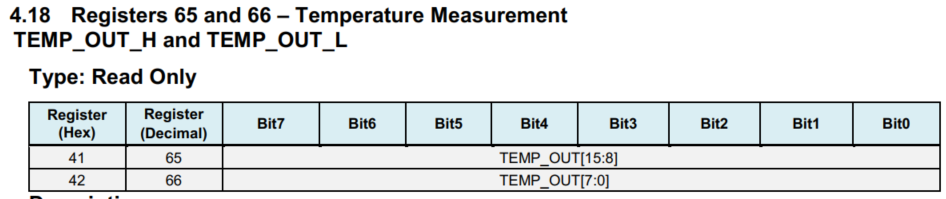 4.18 Registers 65 and 66 – Temperature Measurement
TEMP_OUT_H and TEMP_OUT_L
Type: Read Only
Register (Hex) Register (Decimal) Bit7 Bit6 Bit5 Bit4 Bit3 Bit2 Bit1 Bit0
41 65 TEMP_OUT[15:8]
42 66 TEMP_OUT[7:0]